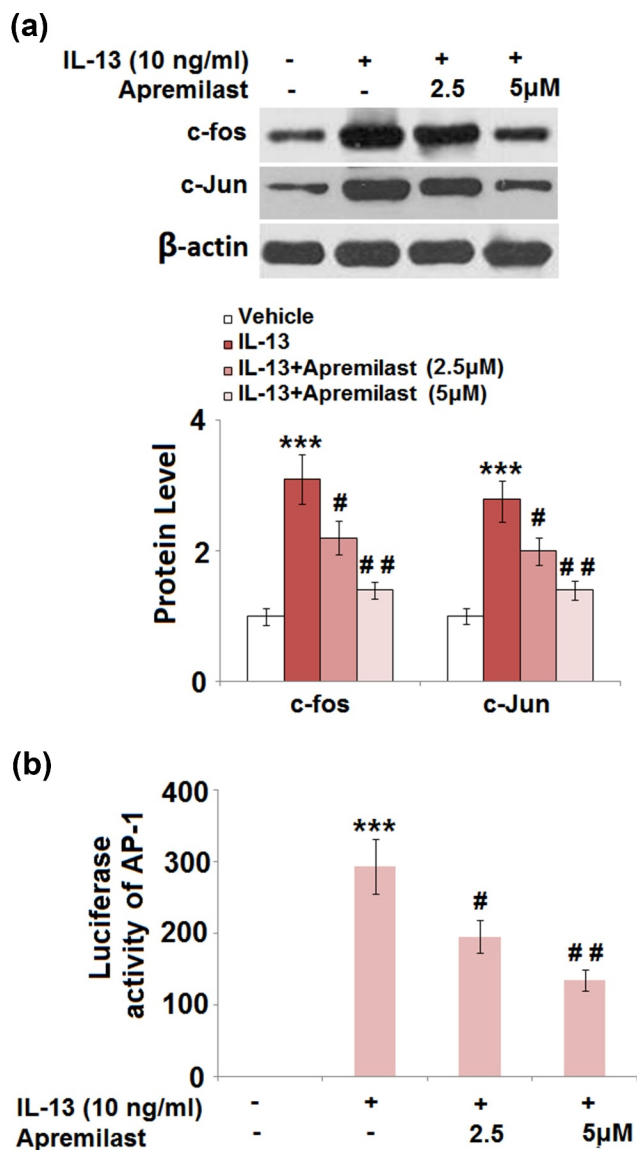 (a)
IL-13 (10 ng/ml) - + + +
Apremilast - - 2.5 5µM
c-fos
c-Jun
β-actin
Vehicle
IL-13
IL-13+Apremilast (2.5µM)
IL-13+Apremilast (5µM)
Protein Level
4
2
0
***
#
##
***
#
##
c-fos c-Jun
(b)
Luciferase
activity of AP-1
400
300
200
100
0
***
#
##
IL-13 (10 ng/ml) - + + +
Apremilast - - 2.5 5µM